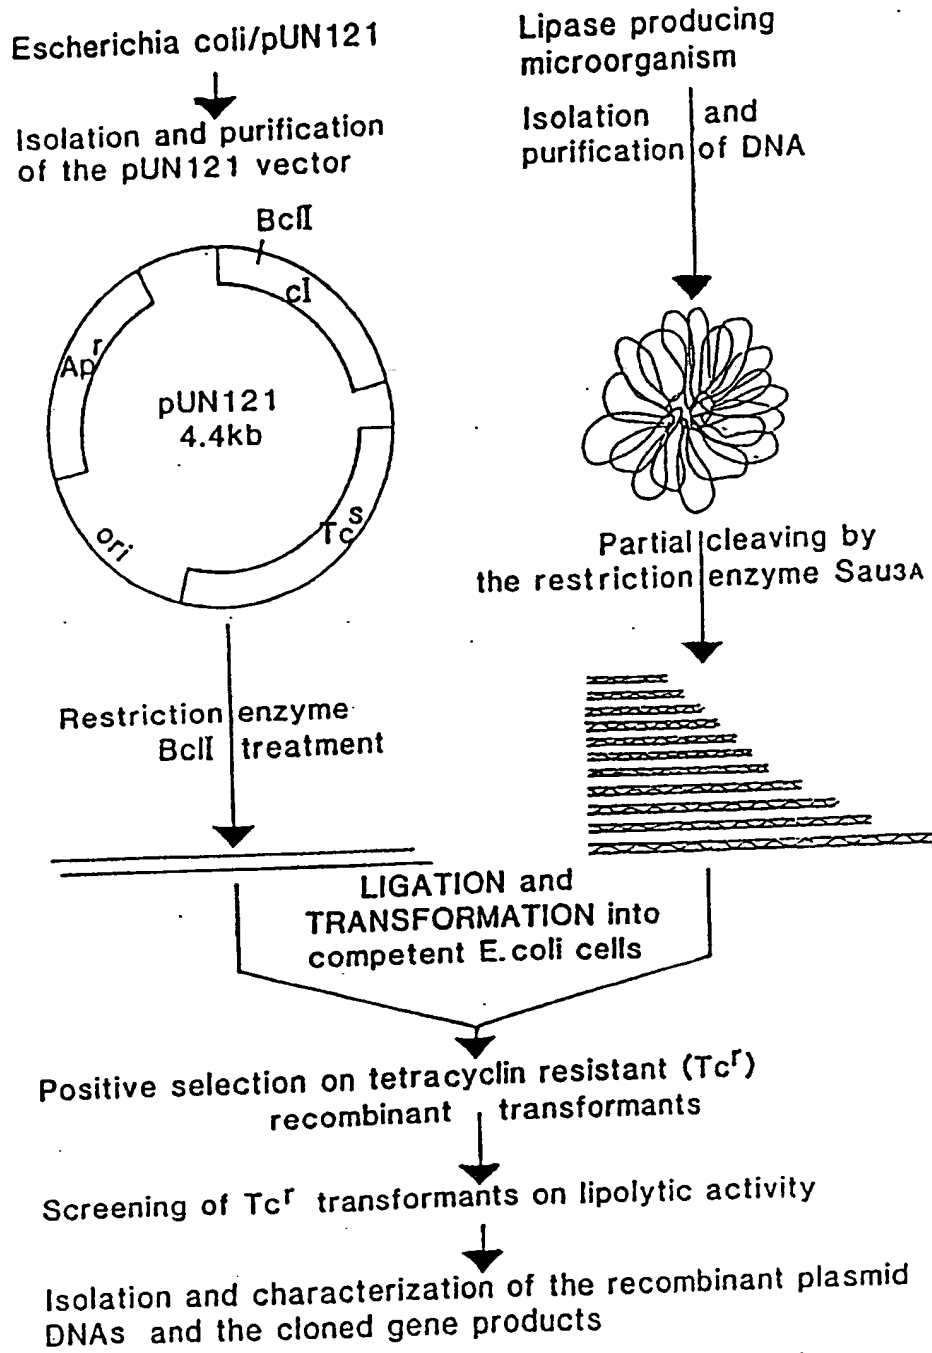 Escherichia coli/pUN121
Isolation and purification
of the pUN121 vector
BclI
cI
Apr
pUN121
4.4kb
Tcs
ori
Restriction enzyme
BclI treatment
Lipase producing
microorganism
Isolation and
purification of DNA
Partial cleaving by
the restriction enzyme Sau3A
LIGATION and
TRANSFORMATION into
competent E.coli cells
Positive selection on tetracyclin resistant (Tcr)
recombinant transformants
Screening of Tcr transformants on lipolytic activity
Isolation and characterization of the recombinant plasmid
DNAs and the cloned gene products